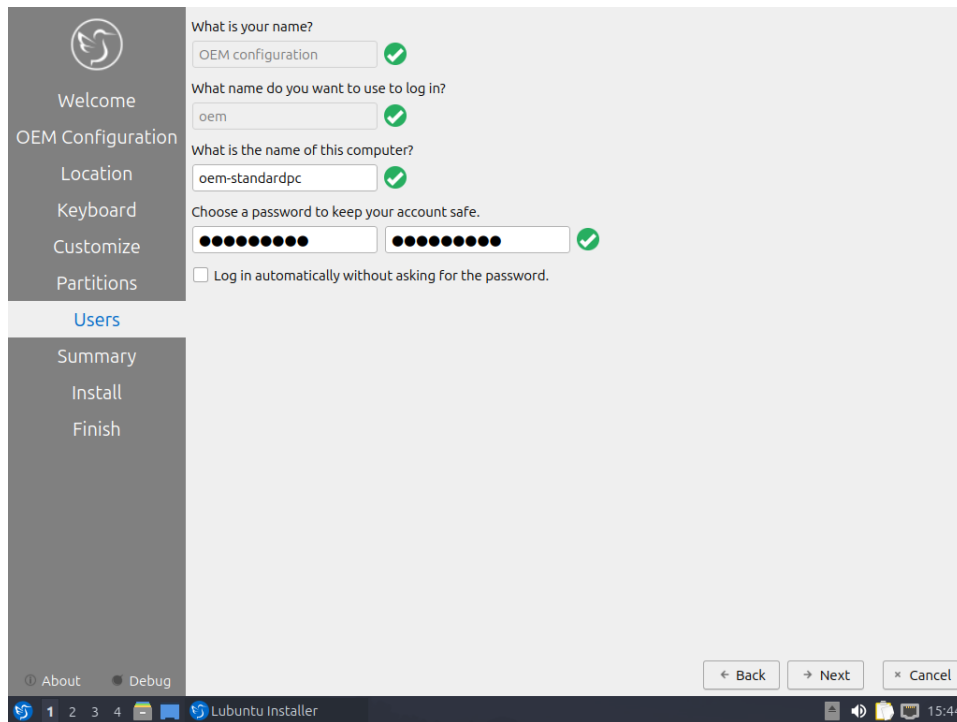 What is your name?
OEM configuration
What name do you want to use to log in?
oem
What is the name of this computer?
oem-standardpc
Choose a password to keep your account safe.
●●●●●●●●● ●●●●●●●●●
Log in automatically without asking for the password.
Welcome
OEM Configuration
Location
Keyboard
Customize
Partitions
Users
Summary
Install
Finish
About Debug
Back Next Cancel
1 2 3 4 Lubuntu Installer 15:44